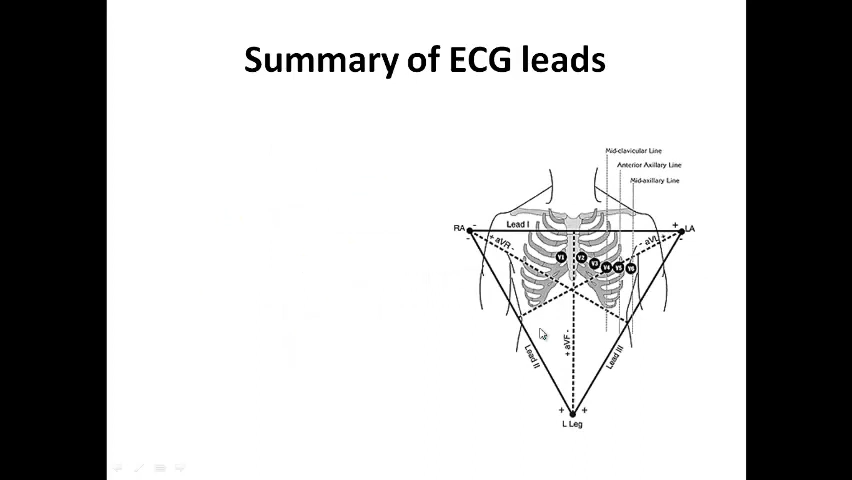 Summary of ECG leads
Mid-clavicular Line
Anterior Axillary Line
Mid-axillary Line
RA
-
Lead I
+
LA
-
+ aVR -
- aVL +
-
V1
V2
V3
V4
V5
V6
+ aVF -
Lead II
Lead III
+
+
L Leg